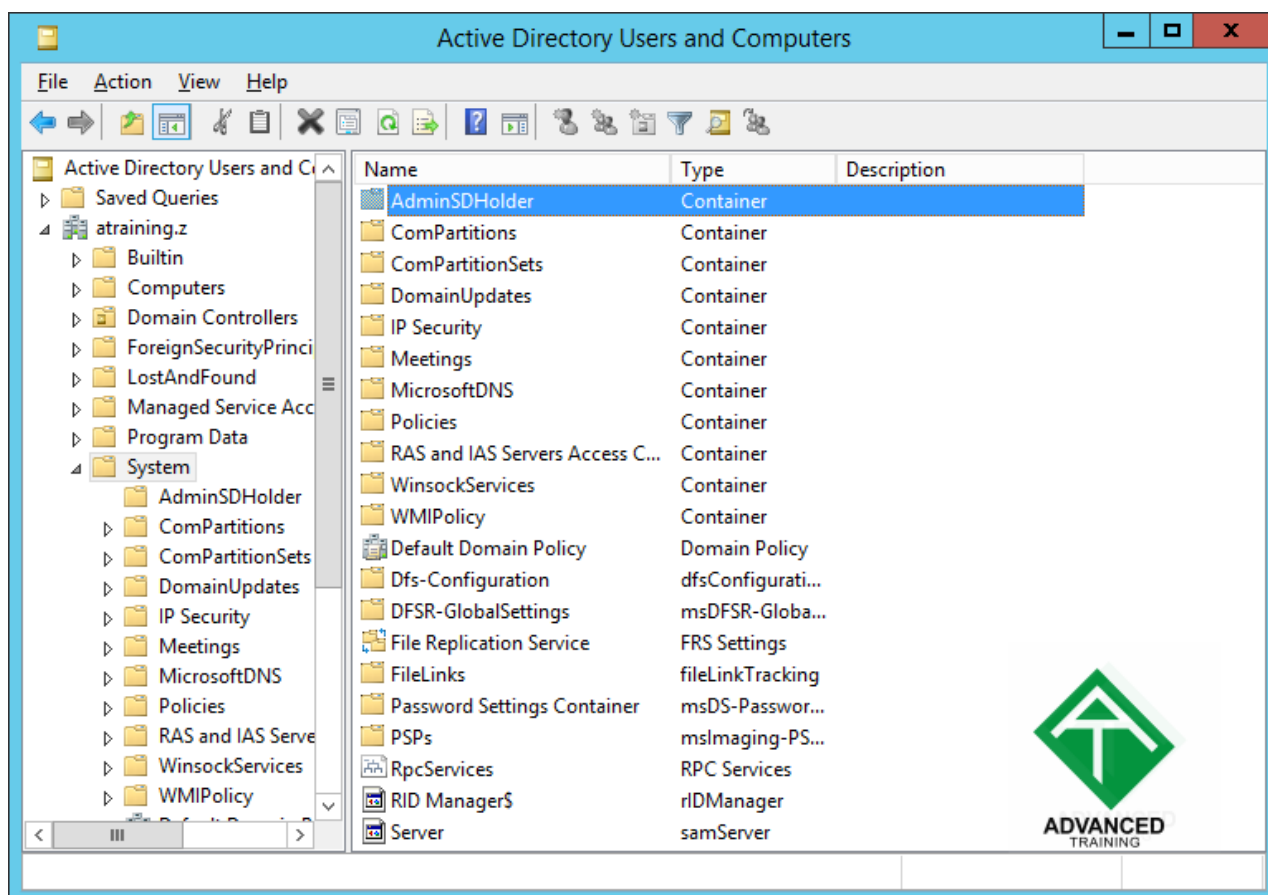 Active Directory Users and Computers
File Action View Help
Active Directory Users and C
Saved Queries
atraining.z
Builtin
Computers
Domain Controllers
ForeignSecurityPrinci
LostAndFound
Managed Service Acc
Program Data
System
AdminSDHolder
ComPartitions
ComPartitionSets
DomainUpdates
IP Security
Meetings
MicrosoftDNS
Policies
RAS and IAS Serve
WinsockServices
WMIPolicy
Name Type Description
AdminSDHolder Container
ComPartitions Container
ComPartitionSets Container
DomainUpdates Container
IP Security Container
Meetings Container
MicrosoftDNS Container
Policies Container
RAS and IAS Servers Access C... Container
WinsockServices Container
WMIPolicy Container
Default Domain Policy Domain Policy
Dfs-Configuration dfsConfigurati...
DFSR-GlobalSettings msDFSR-Globa...
File Replication Service FRS Settings
FileLinks fileLinkTracking
Password Settings Container msDS-Passwor...
PSPs msImaging-PS...
RpcServices RPC Services
RID Manager$ rIDManager
Server samServer
ADVANCED
TRAINING